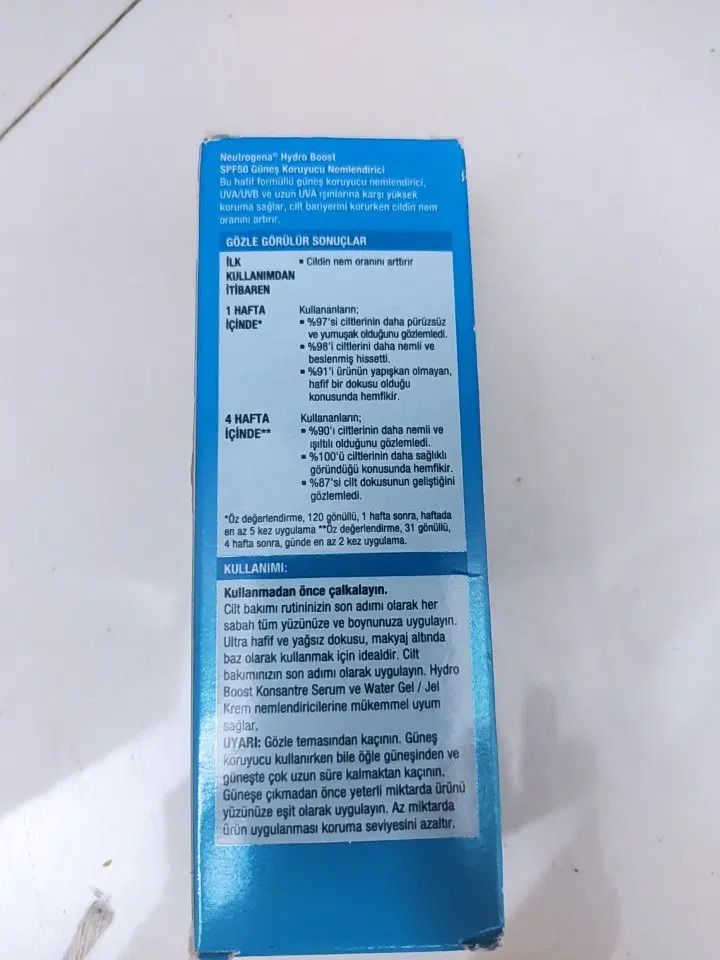 Neutrogena® Hydro Boost
SPF50 Güneş Koruyucu Nemlendirici
Bu hafif formüllü güneş koruyucu nemlendirici,
UVA/UVB ve uzun UVA ışınlarına karşı yüksek
koruma sağlar, cilt bariyerini korurken cildin nem
oranını artırır.
GÖZLE GÖRÜLÜR SONUÇLAR
İLK
KULLANIMDAN
İTİBAREN
▪ Cildin nem oranını arttırır
1 HAFTA
İÇİNDE*
Kullananların;
▪ %97'si ciltlerinin daha pürüzsüz
ve yumuşak olduğunu gözlemledi.
▪ %98'i ciltlerini daha nemli ve
beslenmiş hissetti.
▪ %91'i ürünün yapışkan olmayan,
hafif bir dokusu olduğu
konusunda hemfikir.
4 HAFTA
İÇİNDE**
Kullananların;
▪ %90'ı ciltlerinin daha nemli ve
ışıltılı olduğunu gözlemledi.
▪ %100'ü ciltlerinin daha sağlıklı
göründüğü konusunda hemfikir.
▪ %87'si cilt dokusunun geliştiğini
gözlemledi.
*Öz değerlendirme, 120 gönüllü, 1 hafta sonra, haftada
en az 5 kez uygulama **Öz değerlendirme, 31 gönüllü,
4 hafta sonra, günde en az 2 kez uygulama.
KULLANIMI:
Kullanmadan önce çalkalayın.
Cilt bakımı rutininizin son adımı olarak her
sabah tüm yüzünüze ve boynunuza uygulayın.
Ultra hafif ve yağsız dokusu, makyaj altında
baz olarak kullanmak için idealdir. Cilt
bakımınızın son adımı olarak uygulayın. Hydro
Boost Konsantre Serum ve Water Gel / Jel
Krem nemlendiricilerine mükemmel uyum
sağlar.
UYARI: Gözle temasından kaçının. Güneş
koruyucu kullanırken bile öğle güneşinden ve
güneşte çok uzun süre kalmaktan kaçının.
Güneşe çıkmadan önce yeterli miktarda ürünü
yüzünüze eşit olarak uygulayın. Az miktarda
ürün uygulanması koruma seviyesini azaltır.